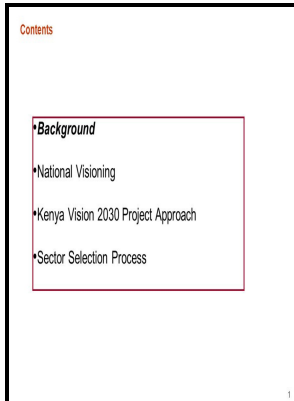 Contents
•Background
•National Visioning
•Kenya Vision 2030 Project Approach
•Sector Selection Process
1